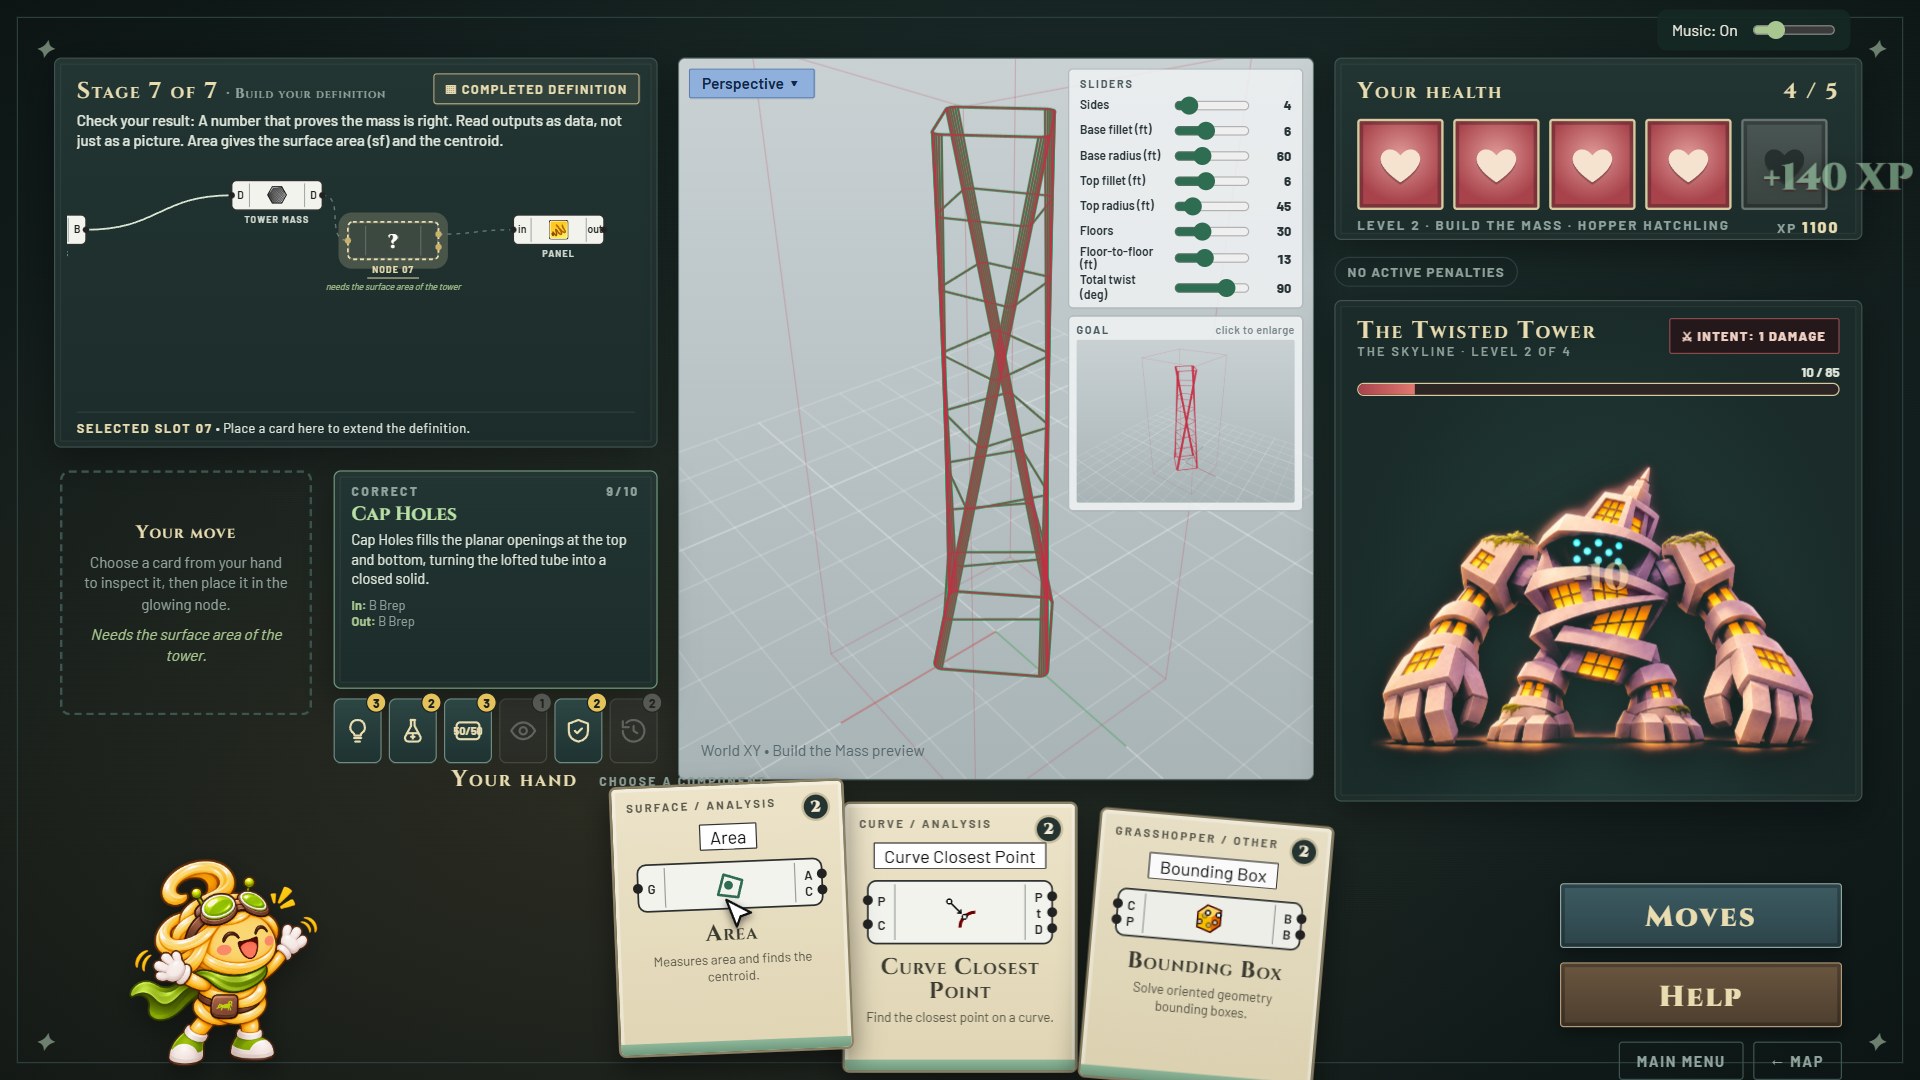 Music: On
STAGE 7 OF 7 · BUILD YOUR DEFINITION
COMPLETED DEFINITION
Check your result: A number that proves the mass is right. Read outputs as data, not
just as a picture. Area gives the surface area (sf) and the centroid.
B
D D
TOWER MASS
?
NODE 07
needs the surface area of the tower
in out
PANEL
SELECTED SLOT 07 • Place a card here to extend the definition.
YOUR MOVE
Choose a card from your hand
to inspect it, then place it in the
glowing node.
Needs the surface area of the
tower.
CORRECT 9/10
CAP HOLES
Cap Holes fills the planar openings at the top
and bottom, turning the lofted tube into a
closed solid.
In: B Brep
Out: B Brep
3 2 3 1 2 2
50/50
Perspective ▼
SLIDERS
Sides 4
Base fillet (ft) 6
Base radius (ft) 60
Top fillet (ft) 6
Top radius (ft) 45
Floors 30
Floor-to-floor
(ft) 13
Total twist
(deg) 90
GOAL click to enlarge
World XY • Build the Mass preview
YOUR HEALTH 4 / 5
+140 XP
LEVEL 2 · BUILD THE MASS · HOPPER HATCHLING XP 1100
NO ACTIVE PENALTIES
THE TWISTED TOWER
THE SKYLINE · LEVEL 2 OF 4
INTENT: 1 DAMAGE
10 / 85
-10
YOUR HAND CHOOSE A COMPONENT
SURFACE / ANALYSIS 2
Area
G A
C
AREA
Measures area and finds the
centroid.
CURVE / ANALYSIS 2
Curve Closest Point
P P
t
C D
CURVE CLOSEST
POINT
Find the closest point on a curve.
GRASSHOPPER / OTHER 2
Bounding Box
C B
P B
BOUNDING BOX
Solve oriented geometry
bounding boxes.
MOVES
HELP
MAIN MENU
← MAP